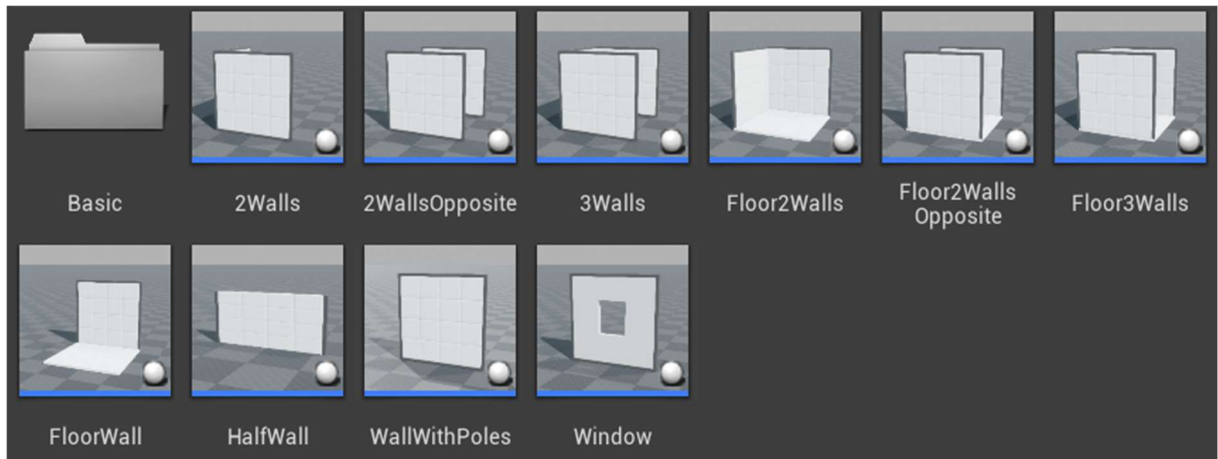 Basic
2Walls
2WallsOpposite
3Walls
Floor2Walls
Floor2Walls
Opposite
Floor3Walls
FloorWall
HalfWall
WallWithPoles
Window